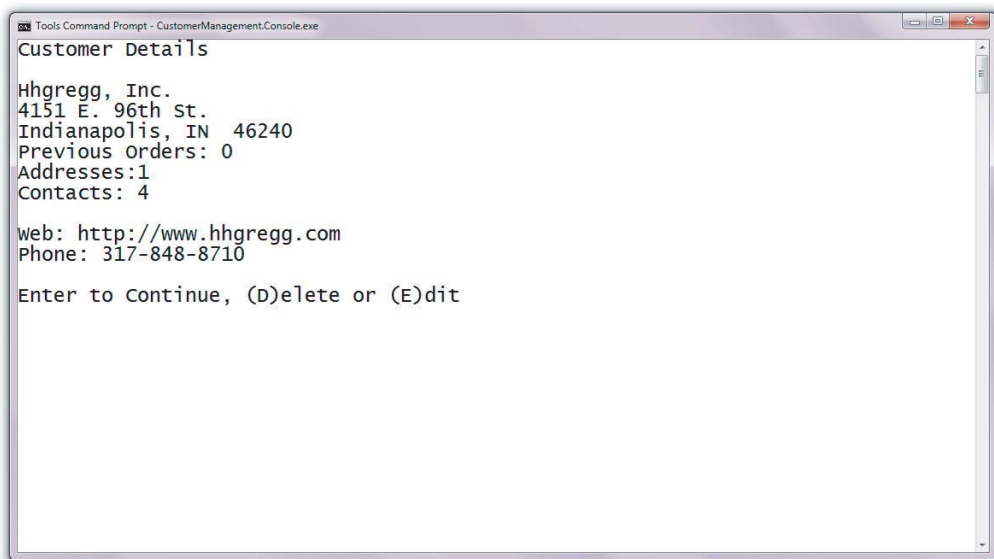 Tools Command Prompt - CustomerManagement.Console.exe
Customer Details
Hhgregg, Inc.
4151 E. 96th St.
Indianapolis, IN  46240
Previous Orders: 0
Addresses:1
Contacts: 4
Web: http://www.hhgregg.com
Phone: 317-848-8710
Enter to Continue, (D)elete or (E)dit